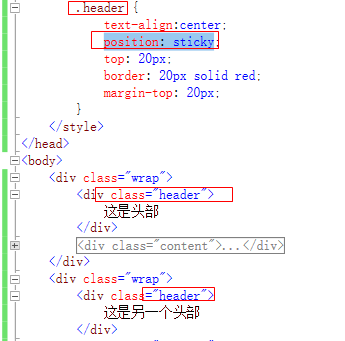 .header {
text-align:center;
position: sticky;
top: 20px;
border: 20px solid red;
margin-top: 20px;
}
</style>
</head>
<body>
<div class="wrap">
<div class="header">
这是头部
</div>
<div class="content">...</div>
</div>
<div class="wrap">
<div class="header">
这是另一个头部
</div>